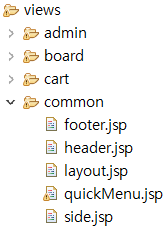 views
admin
board
cart
common
footer.jsp
header.jsp
layout.jsp
quickMenu.jsp
side.jsp